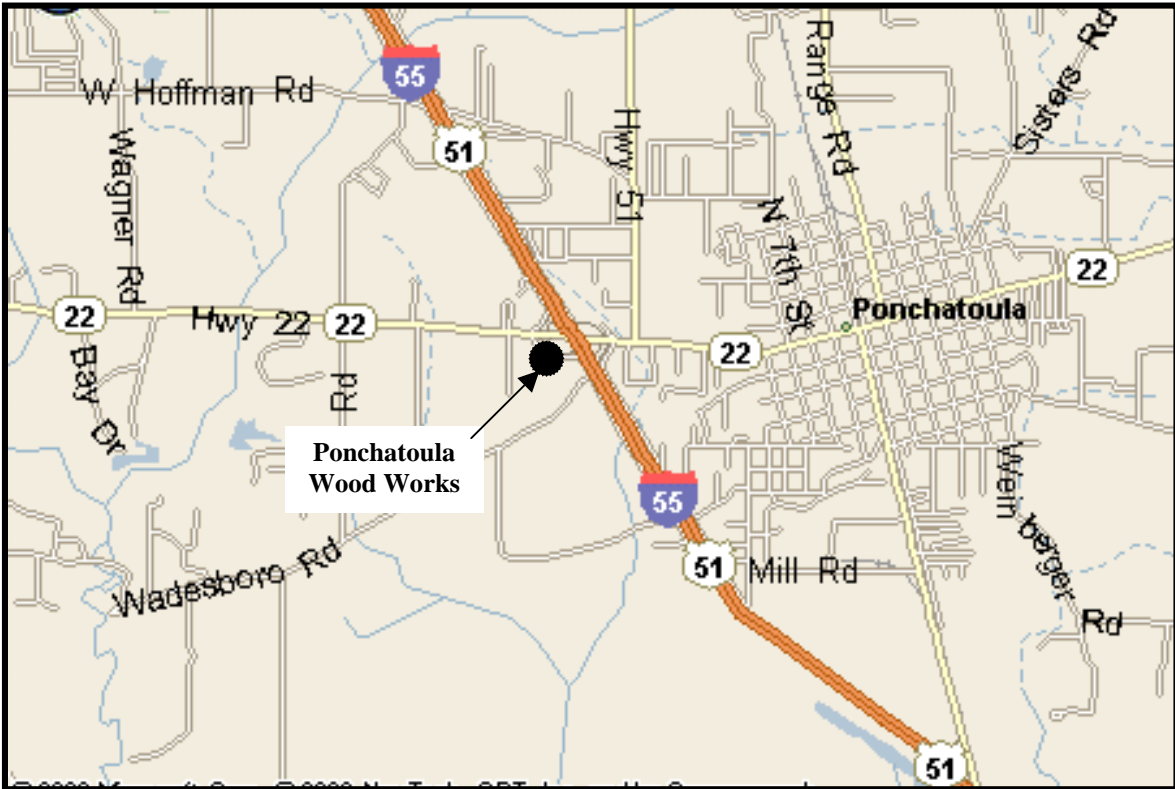 55
W Hoffman Rd
51
Wagner Rd
Hwy 51
Range Rd
Sisters Rd
N 7th St
22
Ponchatoula
22
Hwy 22
22
22
Bay Dr
Rd
Ponchatoula
Wood Works
55
Wein berger Rd
51
Mill Rd
Wadesboro Rd
51